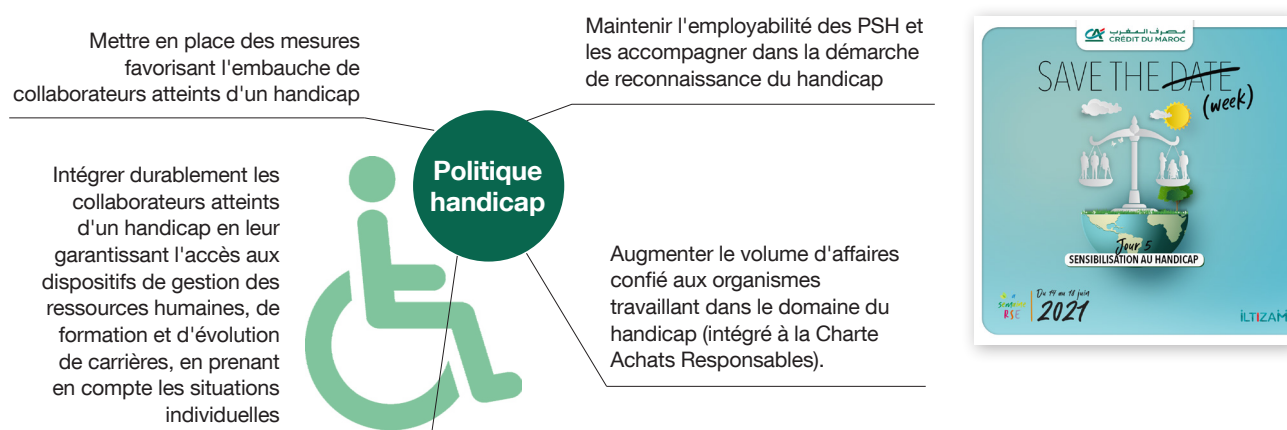 Mettre en place des mesures
favorisant l'embauche de
collaborateurs atteints d'un handicap
Maintenir l'employabilité des PSH et
les accompagner dans la démarche
de reconnaissance du handicap
Politique
handicap
Intégrer durablement les
collaborateurs atteints
d'un handicap en leur
garantissant l'accès aux
dispositifs de gestion des
ressources humaines, de
formation et d'évolution
de carrières, en prenant
en compte les situations
individuelles
Augmenter le volume d'affaires
confié aux organismes
travaillant dans le domaine du
handicap (intégré à la Charte
Achats Responsables).
مصرف المغرب
CRÉDIT DU MAROC
SAVE THE DATE
(week)
Jour 5
SENSIBILISATION AU HANDICAP
semaine
RSE
Du 14 au 18 juin
2021
iLTIZAM